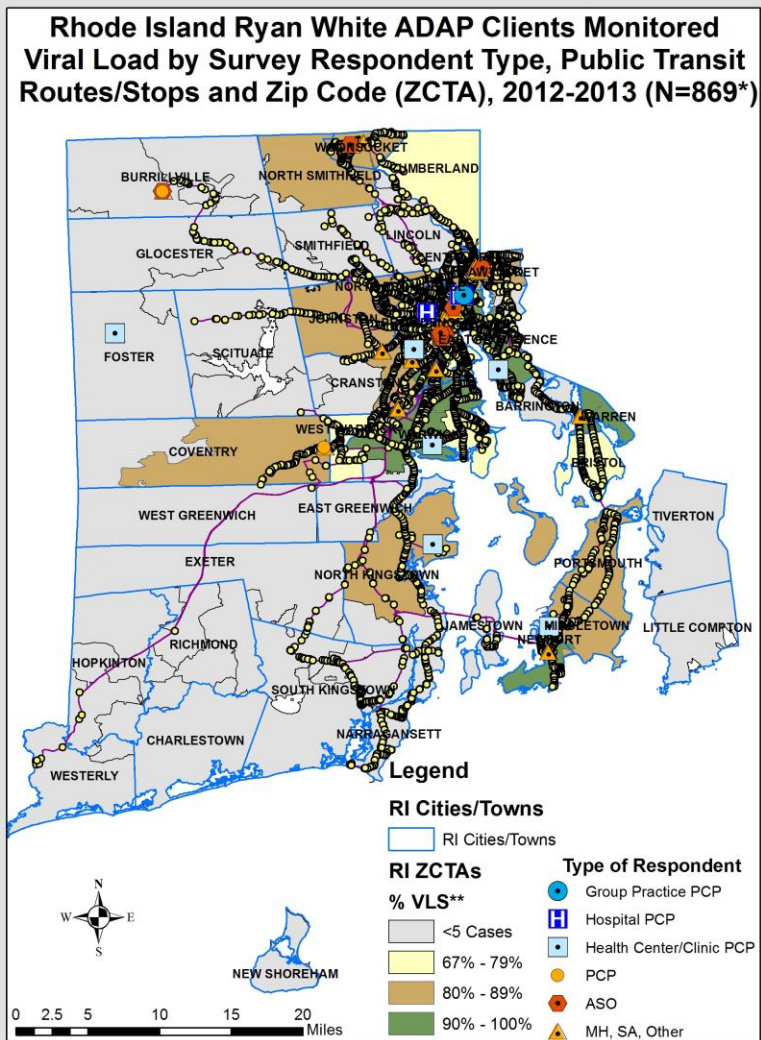 Rhode Island Ryan White ADAP Clients Monitored
Viral Load by Survey Respondent Type, Public Transit
Routes/Stops and Zip Code (ZCTA), 2012-2013 (N=869*)
BURRILLVILLE
NORTH SMITHFIELD
LINCOLN
SMITHFIELD
GLOCESTER
FOSTER
SCITUATE
CRANSTON
BARRINGTON
WARREN
BRISTOL
COVENTRY
WEST GREENWICH
EAST GREENWICH
EXETER
NORTH KINGSTOWN
PORTSMOUTH
TIVERTON
JAMESTOWN
MIDDLETOWN
LITTLE COMPTON
NEWPORT
HOPKINTON
RICHMOND
SOUTH KINGSTOWN
NARRAGANSETT
CHARLESTOWN
WESTERLY
NEW SHOREHAM
N
W
E
S
0 2.5 5 10 15 20
Miles
Legend
RI Cities/Towns
RI Cities/Towns
RI ZCTAs
% VLS**
<5 Cases
67% - 79%
80% - 89%
90% - 100%
Type of Respondent
Group Practice PCP
H Hospital PCP
Health Center/Clinic PCP
PCP
ASO
MH, SA, Other